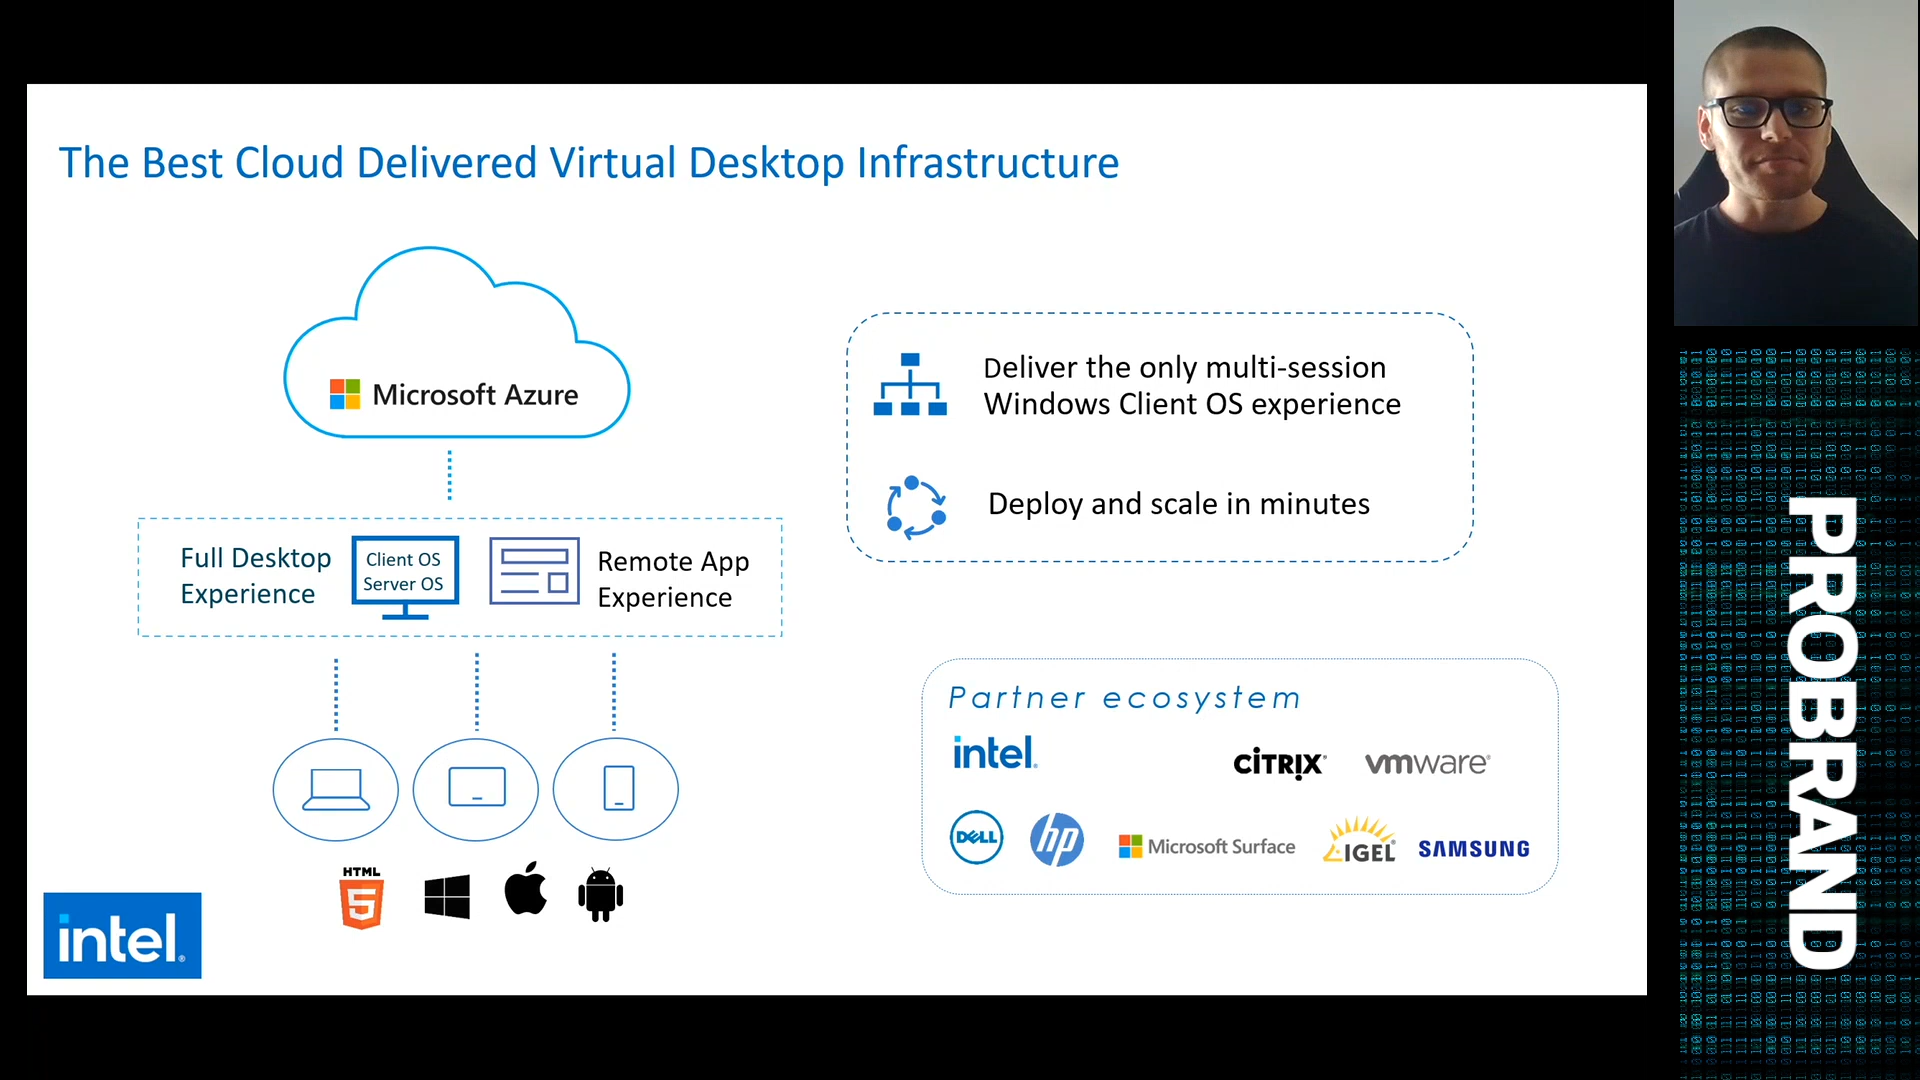 The Best Cloud Delivered Virtual Desktop Infrastructure
Microsoft Azure
Full Desktop
Experience
Client OS
Server OS
Remote App
Experience
HTML
5
intel.
Deliver the only multi-session
Windows Client OS experience
Deploy and scale in minutes
Partner ecosystem
intel.
CITRIX
vmware
DELL
hp
Microsoft Surface
IGEL
SAMSUNG
PROBRAND